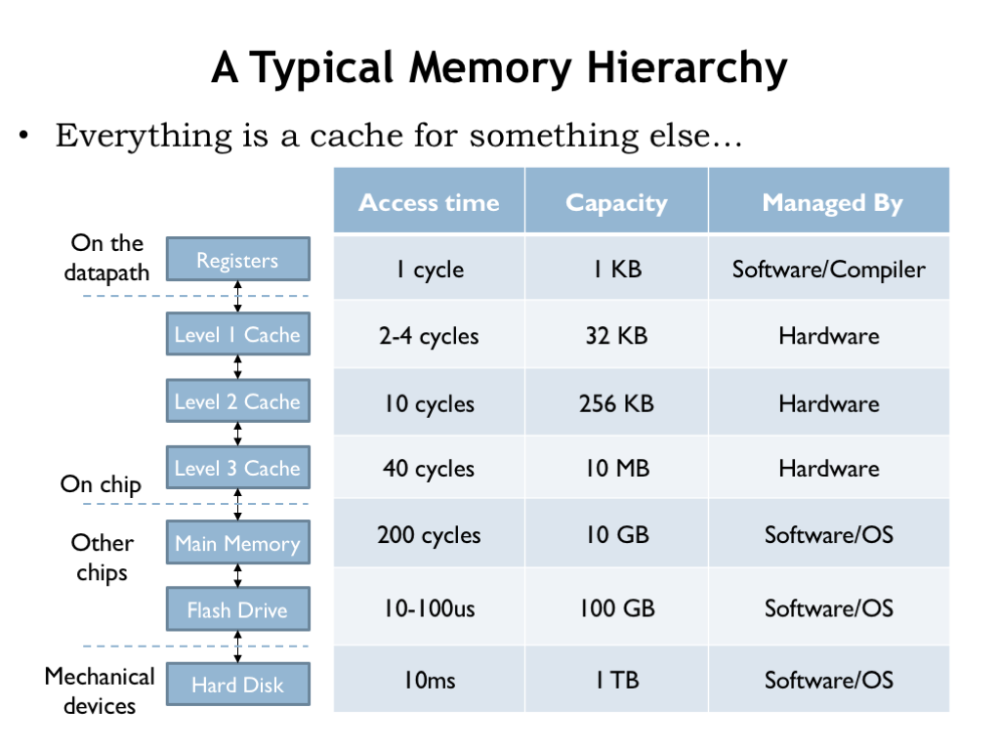 A Typical Memory Hierarchy
• Everything is a cache for something else…
Access time Capacity Managed By
On the
datapath
Registers 1 cycle 1 KB Software/Compiler
Level 1 Cache 2-4 cycles 32 KB Hardware
Level 2 Cache 10 cycles 256 KB Hardware
Level 3 Cache 40 cycles 10 MB Hardware
On chip
Other
chips
Main Memory 200 cycles 10 GB Software/OS
Flash Drive 10-100us 100 GB Software/OS
Mechanical
devices
Hard Disk 10ms 1 TB Software/OS